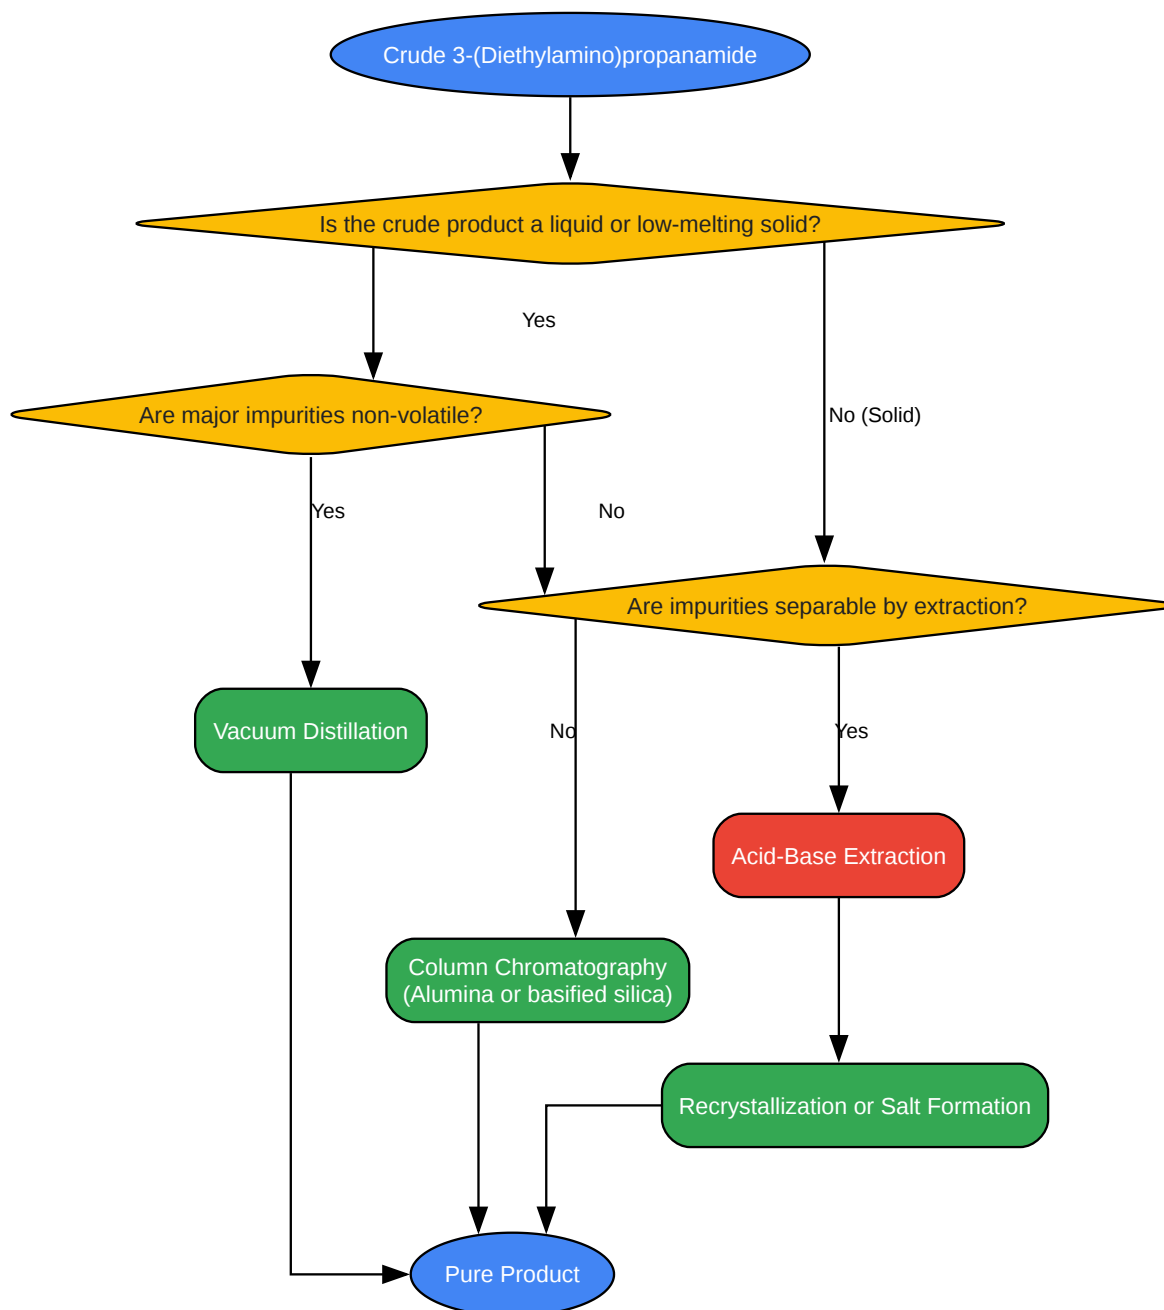 Crude 3-(Diethylamino)propanamide
Is the crude product a liquid or low-melting solid?
Yes
Are major impurities non-volatile?
No (Solid)
Yes
No
Are impurities separable by extraction?
Vacuum Distillation
No
Yes
Acid-Base Extraction
Column Chromatography
(Alumina or basified silica)
Recrystallization or Salt Formation
Pure Product